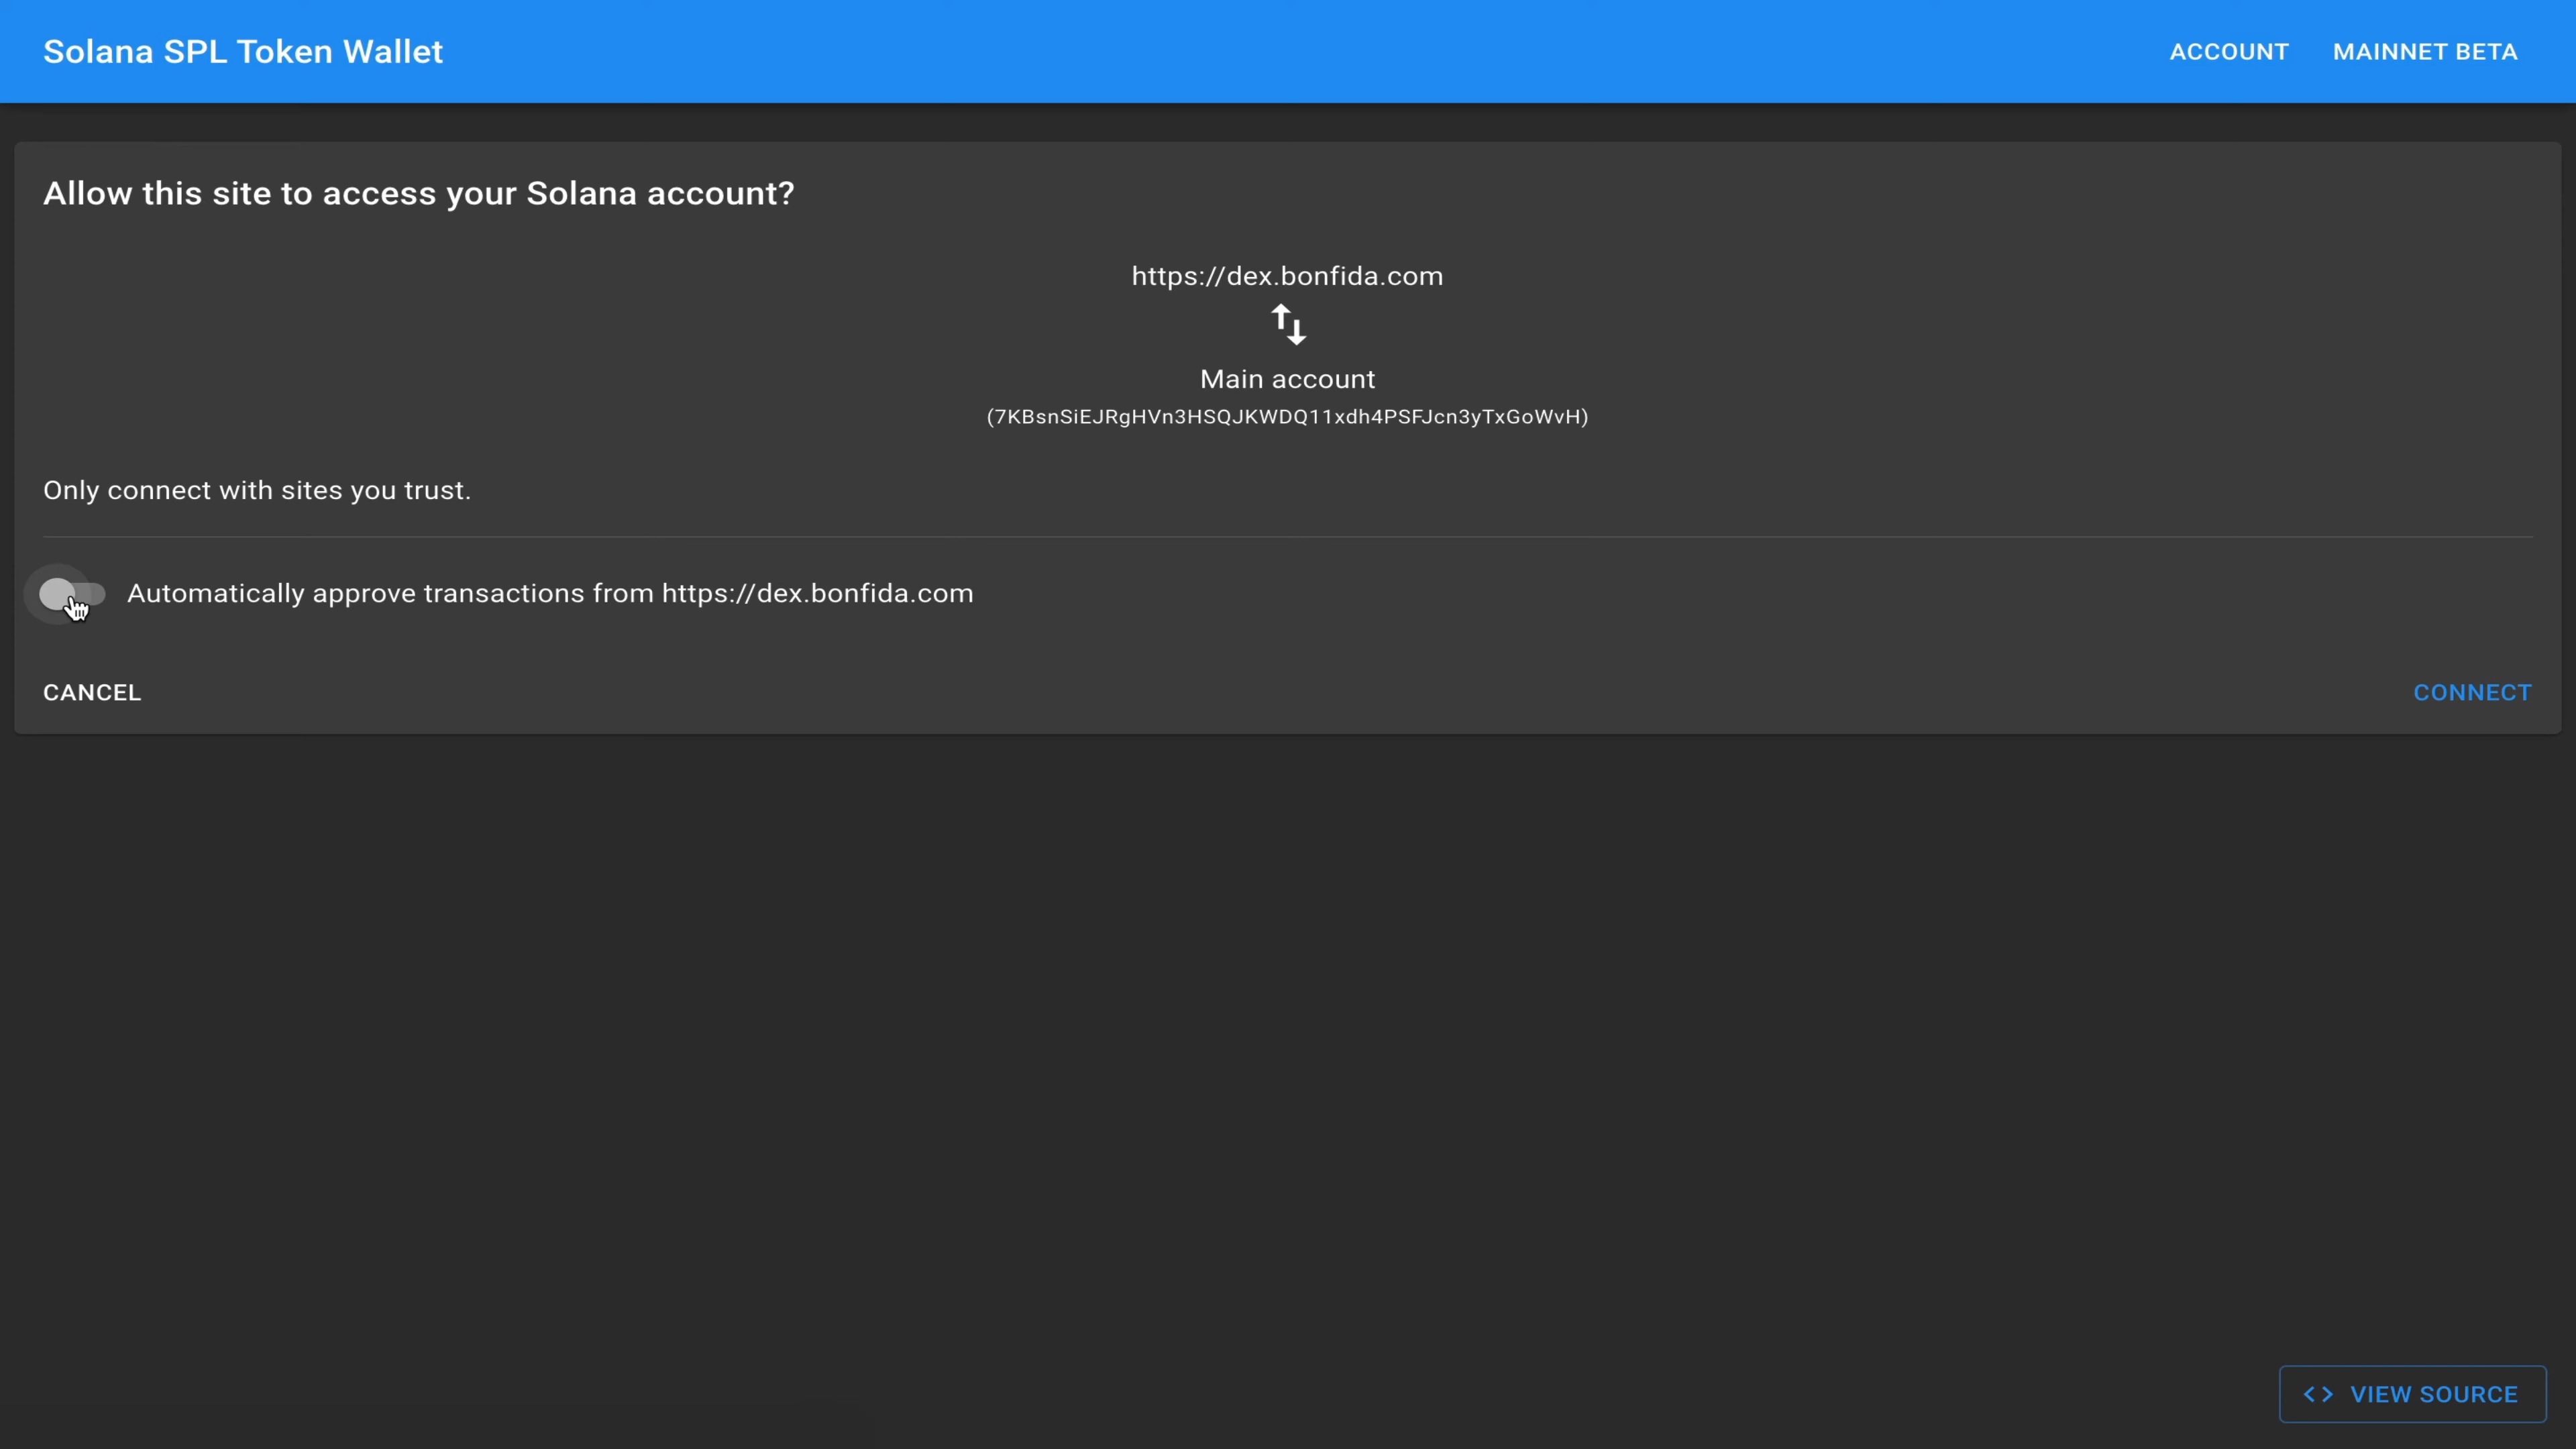 Solana SPL Token Wallet
ACCOUNT
MAINNET BETA
Allow this site to access your Solana account?
https://dex.bonfida.com
Main account
(7KBsnSiEJRgHVn3HSQJKWDQ11xdh4PSFJcn3yTxGoWvH)
Only connect with sites you trust.
Automatically approve transactions from https://dex.bonfida.com
CANCEL
CONNECT
<> VIEW SOURCE